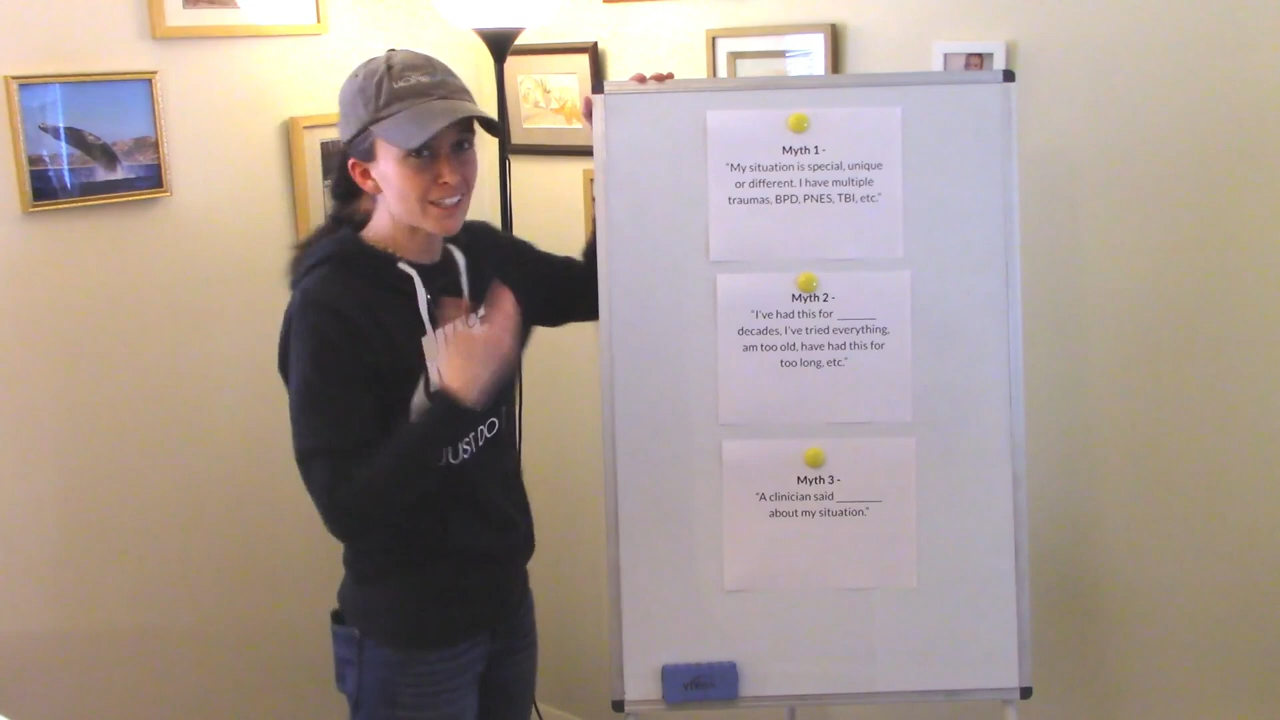 Myth 1 -
"My situation is special, unique
or different. I have multiple
traumas, BPD, PNES, TBI, etc."
Myth 2 -
"I've had this for ______
decades, I've tried everything,
am too old, have had this for
too long, etc."
Myth 3 -
"A clinician said _______
about my situation."
JUST DO